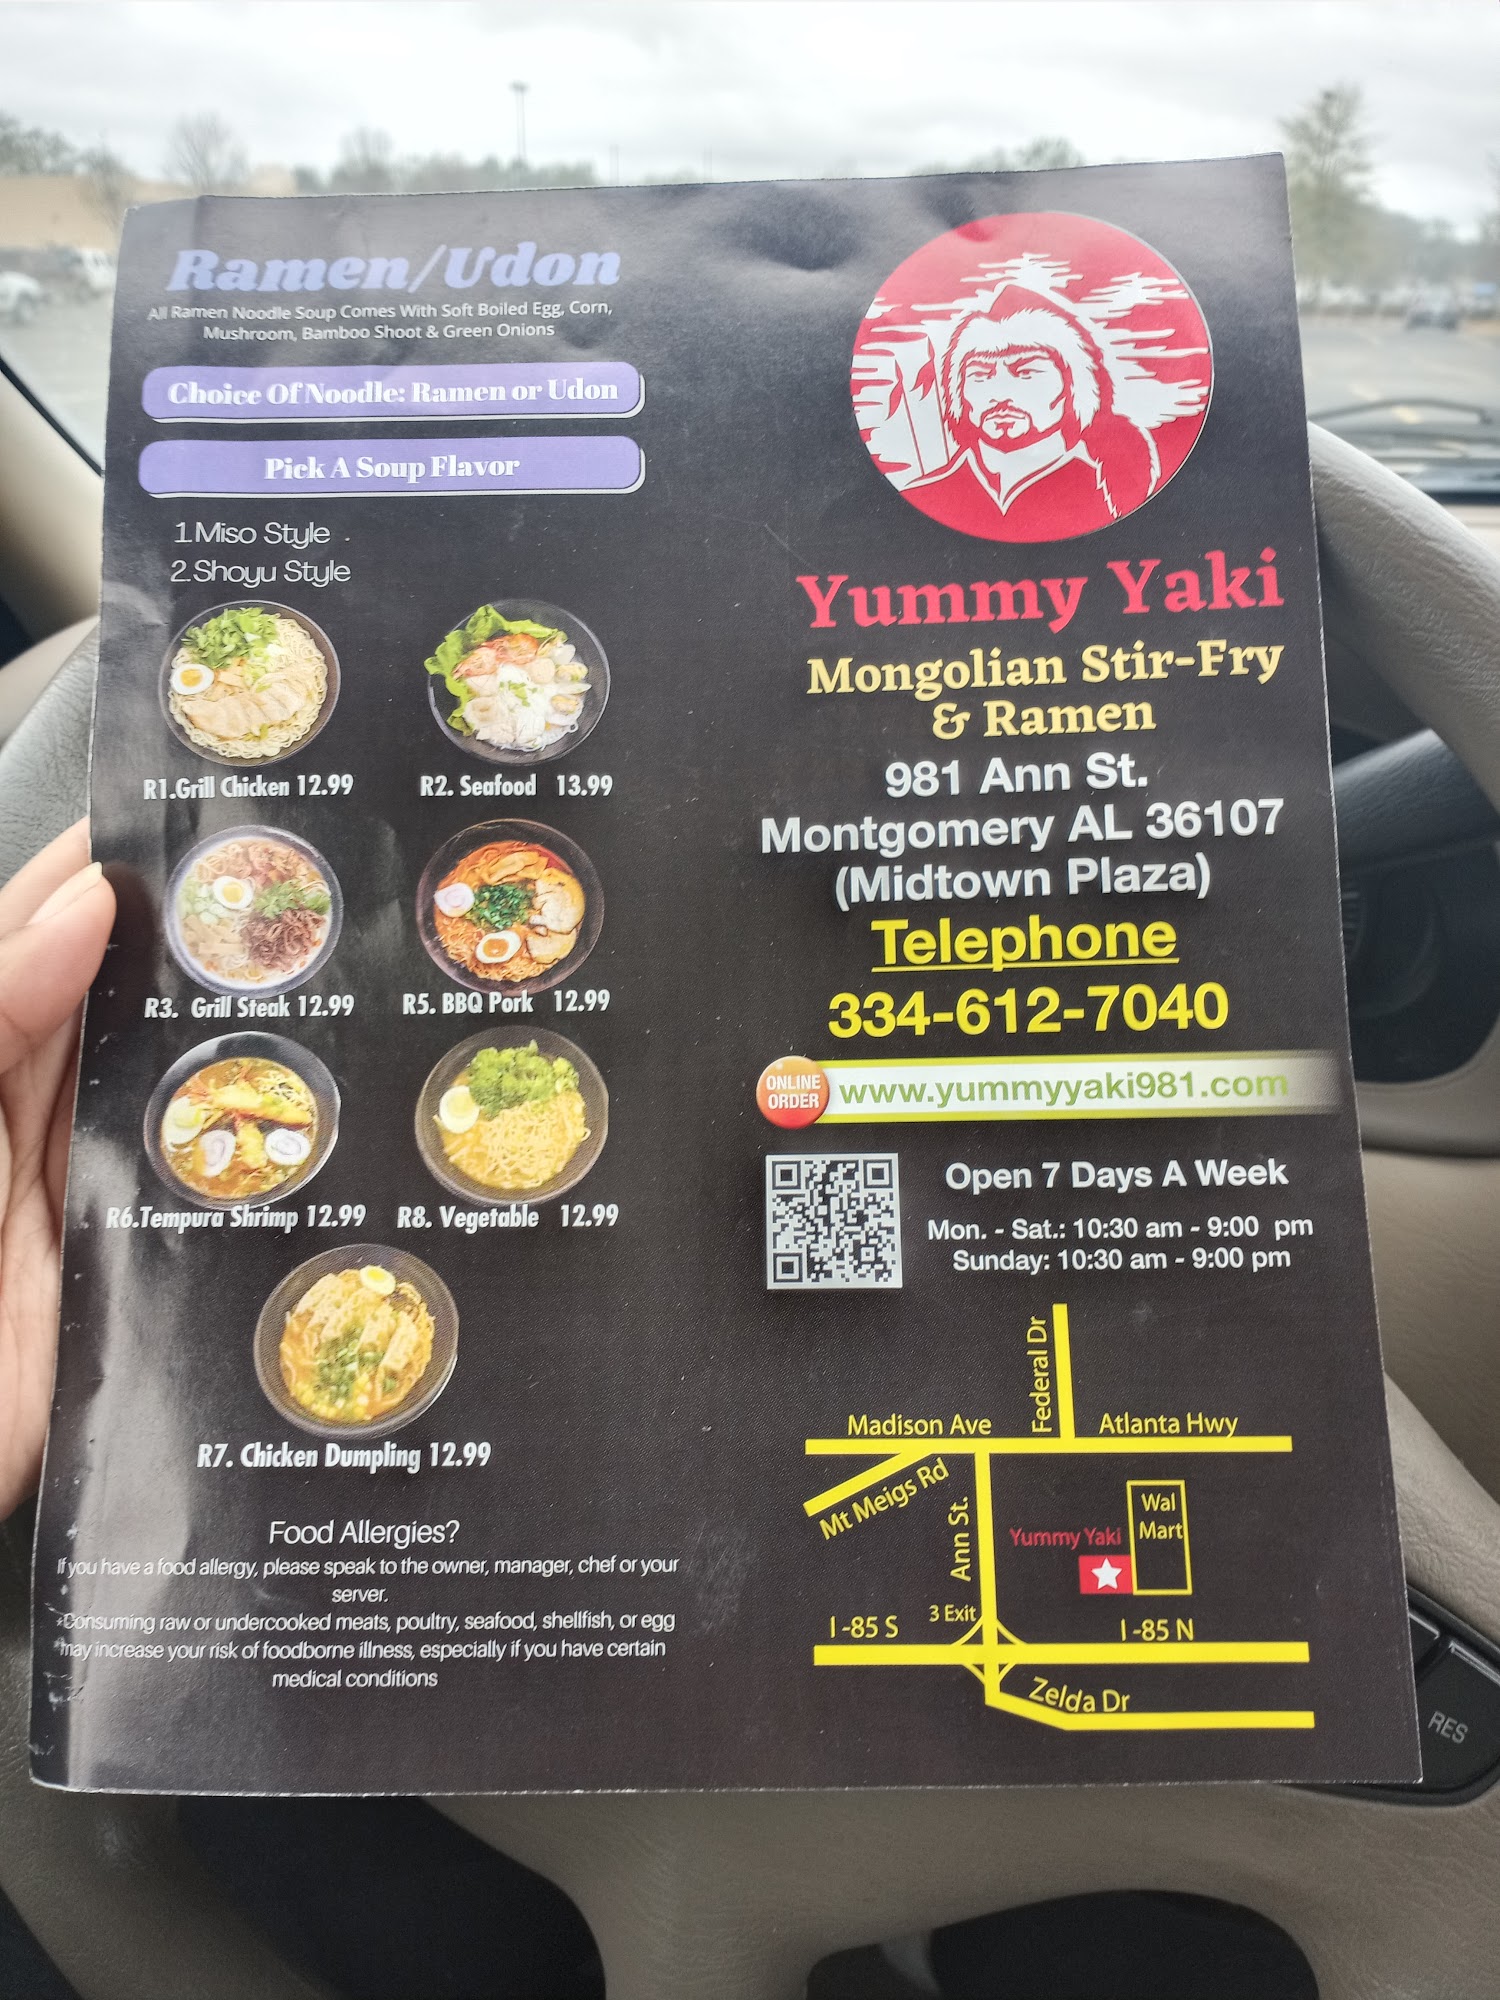 Ramen/Udon
All Ramen Noodle Soup Comes With Soft Boiled Egg, Corn,
Mushroom, Bamboo Shoot & Green Onions
Choice Of Noodle: Ramen or Udon
Pick A Soup Flavor
1.Miso Style
2.Shoyu Style
R1.Grill Chicken 12.99
R2. Seafood 13.99
R3. Grill Steak 12.99
R5. BBQ Pork 12.99
R6.Tempura Shrimp 12.99
R8. Vegetable 12.99
R7. Chicken Dumpling 12.99
Food Allergies?
If you have a food allergy, please speak to the owner, manager, chef or your
server.
*Consuming raw or undercooked meats, poultry, seafood, shellfish, or egg
may increase your risk of foodborne illness, especially if you have certain
medical conditions
Yummy Yaki
Mongolian Stir-Fry
& Ramen
981 Ann St.
Montgomery AL 36107
(Midtown Plaza)
Telephone
334-612-7040
ONLINE
ORDER
www.yummyyaki981.com
Open 7 Days A Week
Mon. - Sat.: 10:30 am - 9:00 pm
Sunday: 10:30 am - 9:00 pm
Federal Dr
Madison Ave
Atlanta Hwy
Mt Meigs Rd
Ann St.
Yummy Yaki
Wal
Mart
3 Exit
I-85 S
I-85 N
Zelda Dr
RES